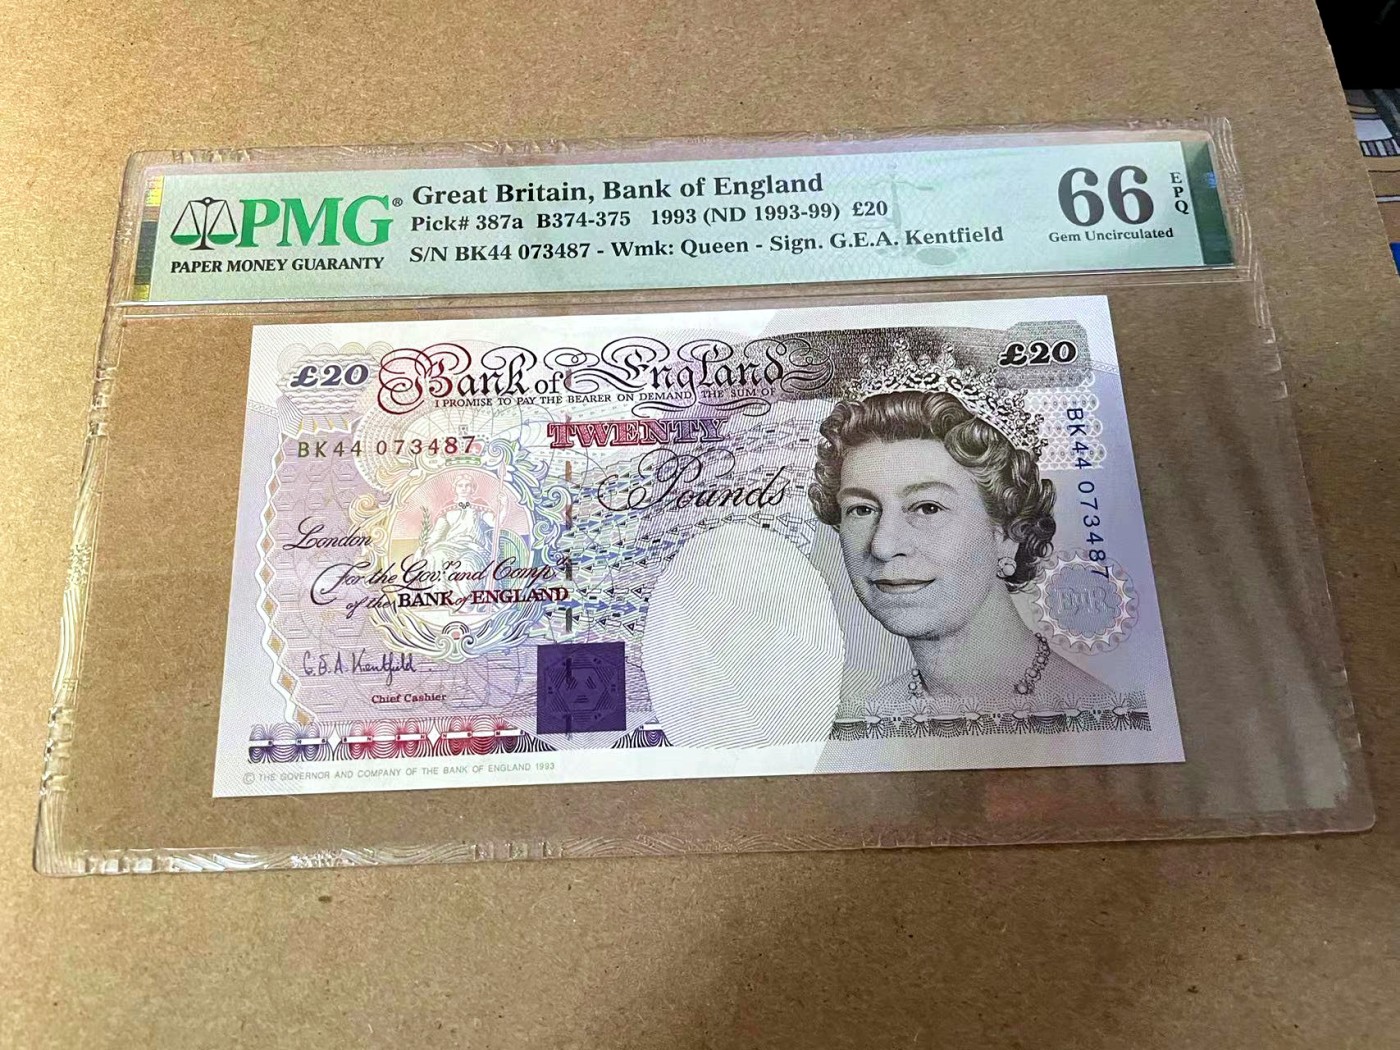 PMG®
PAPER MONEY GUARANTY
Great Britain, Bank of England
Pick# 387a B374-375 1993 (ND 1993-99) £20
S/N BK44 073487 - Wmk: Queen - Sign. G.E.A. Kentfield
66
EPQ
Gem Uncirculated
£20
Bank of England
£20
I PROMISE TO PAY THE BEARER ON DEMAND THE SUM OF
BK44 073487
TWENTY
Pounds
BK44 073487
London
For the Govr. and Compa.
of the BANK of ENGLAND
EIIR
G.E.A. Kentfield
Chief Cashier
© THE GOVERNOR AND COMPANY OF THE BANK OF ENGLAND 1993